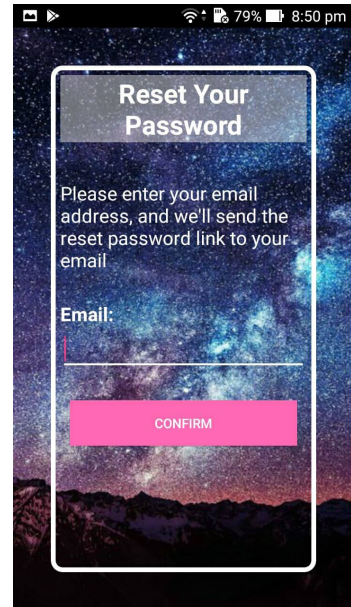 79% 8:50 pm
Reset Your
Password
Please enter your email
address, and we'll send the
reset password link to your
email
Email:
CONFIRM